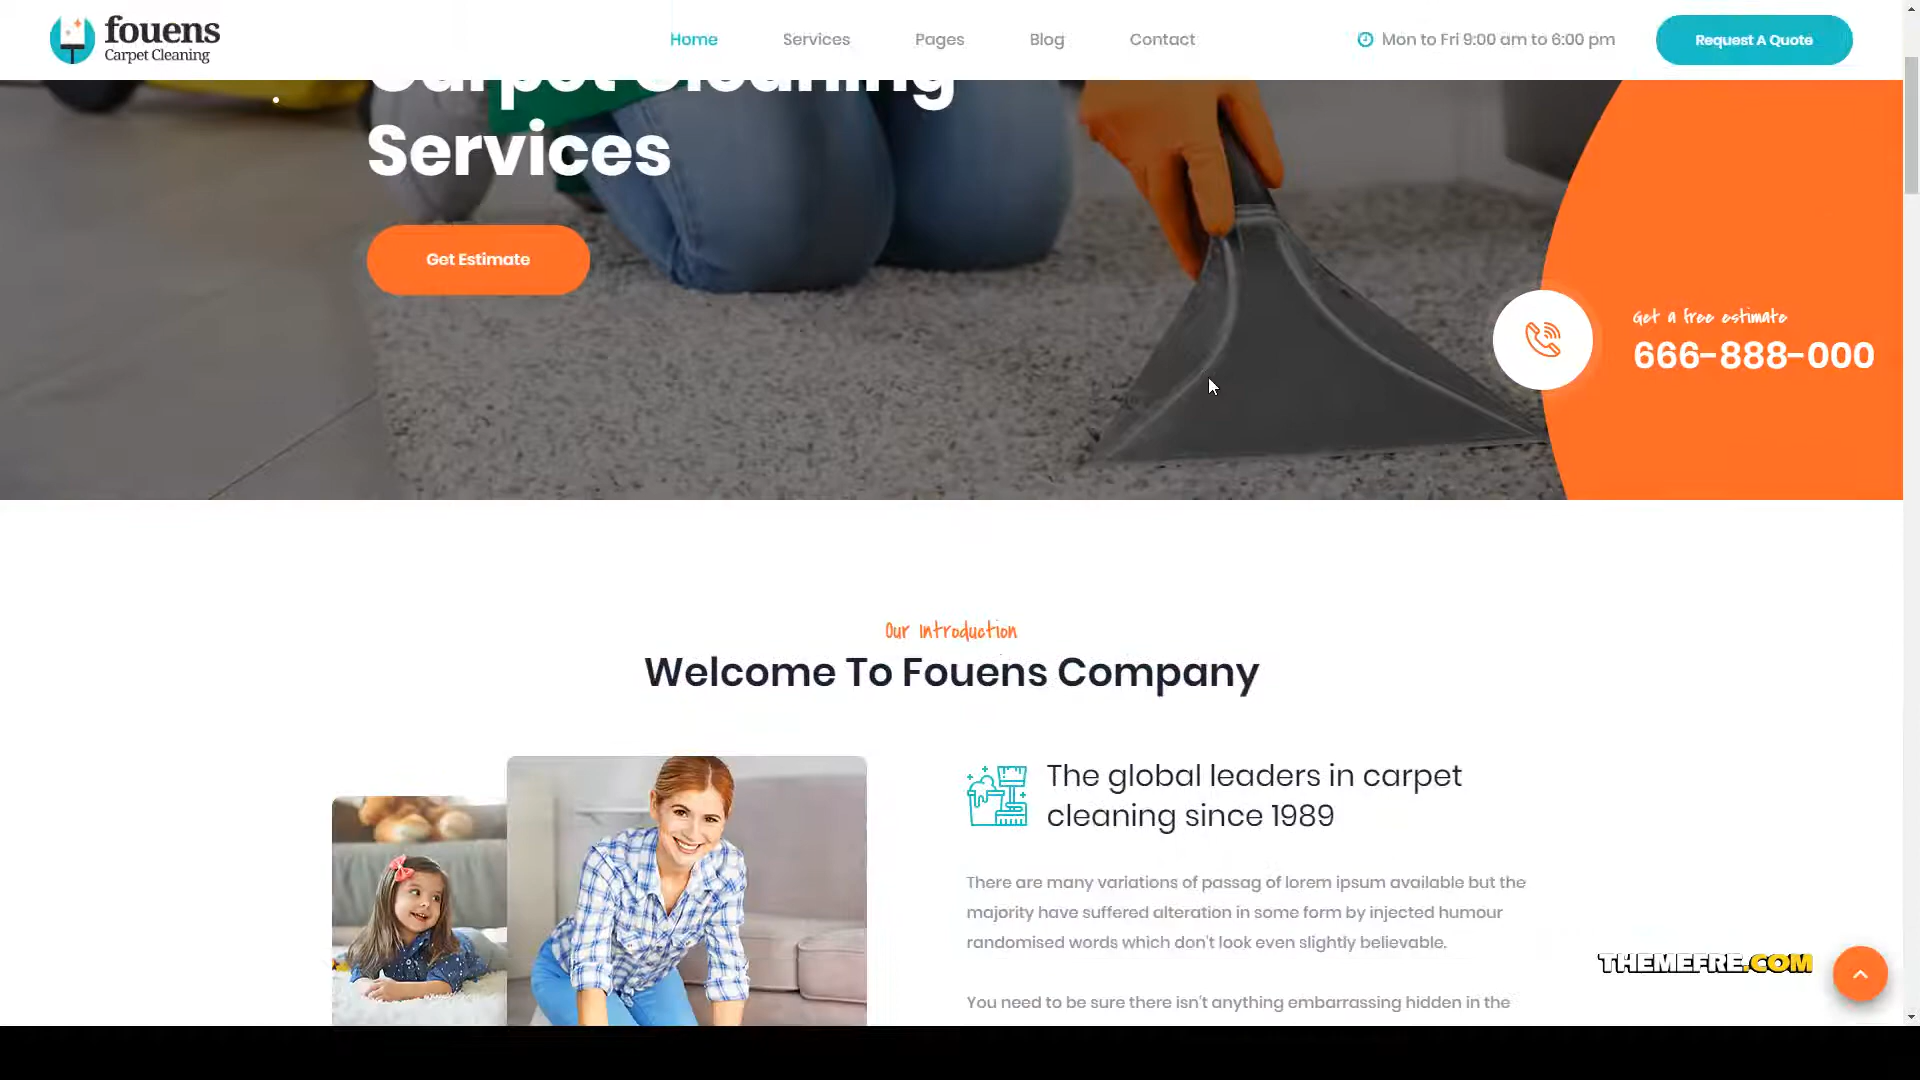 fouens
Carpet Cleaning
Home
Services
Pages
Blog
Contact
Mon to Fri 9:00 am to 6:00 pm
Request A Quote
Carpet Cleaning
Services
Get Estimate
Get a free estimate
666-888-000
Our Introduction
Welcome To Fouens Company
The global leaders in carpet
cleaning since 1989
There are many variations of passag of lorem ipsum available but the
majority have suffered alteration in some form by injected humour
randomised words which don't look even slightly believable.
You need to be sure there isn't anything embarrassing hidden in the
THEMEFRE.COM